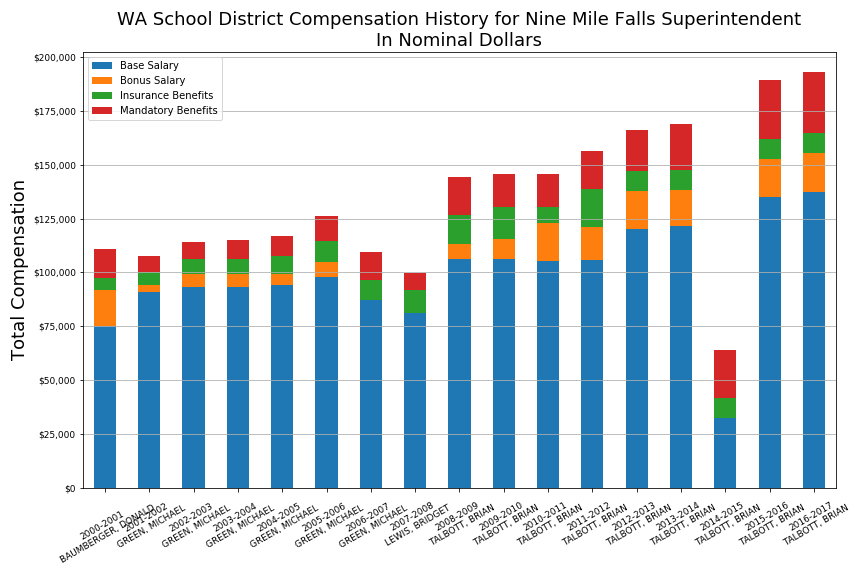 WA School District Compensation History for Nine Mile Falls Superintendent
In Nominal Dollars
Base Salary
Bonus Salary
Insurance Benefits
Mandatory Benefits
Total Compensation
$200,000
$175,000
$150,000
$125,000
$100,000
$75,000
$50,000
$25,000
$0
2000-2001
BAUMBERGER, DONALD
2001-2002
GREEN, MICHAEL
2002-2003
GREEN, MICHAEL
2003-2004
GREEN, MICHAEL
2004-2005
GREEN, MICHAEL
2005-2006
GREEN, MICHAEL
2006-2007
GREEN, MICHAEL
2007-2008
LEWIS, BRIDGET
2008-2009
TALBOTT, BRIAN
2009-2010
TALBOTT, BRIAN
2010-2011
TALBOTT, BRIAN
2011-2012
TALBOTT, BRIAN
2012-2013
TALBOTT, BRIAN
2013-2014
TALBOTT, BRIAN
2014-2015
TALBOTT, BRIAN
2015-2016
TALBOTT, BRIAN
2016-2017
TALBOTT, BRIAN